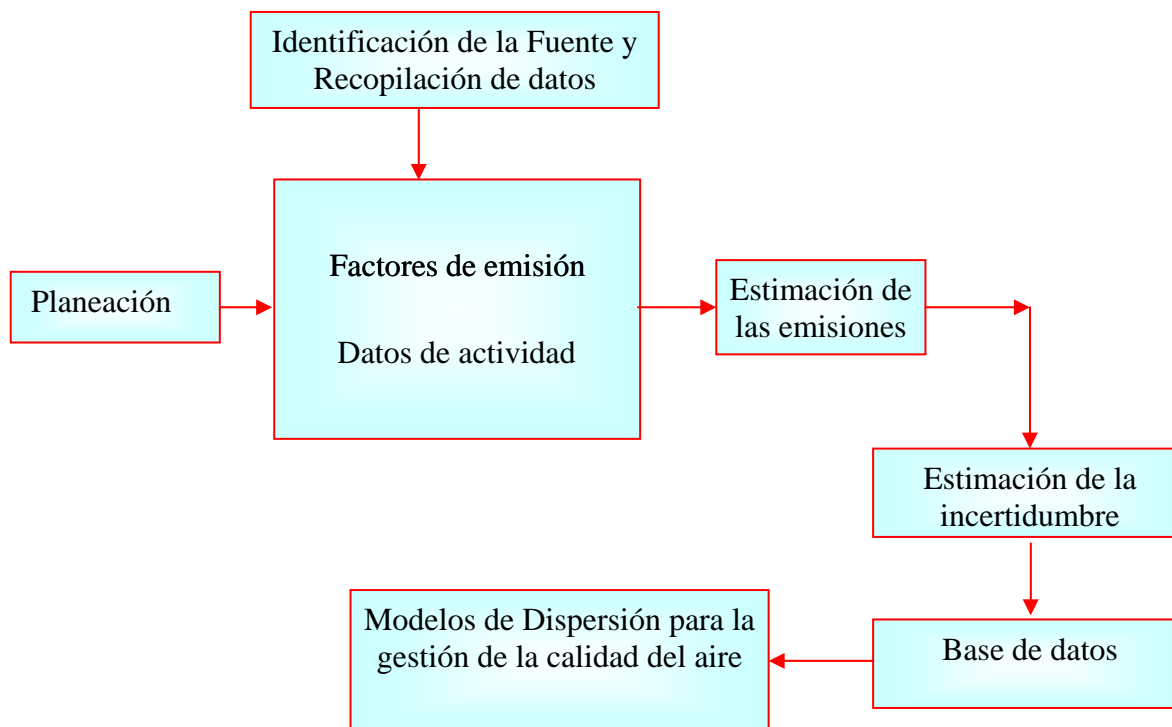 Identificación de la Fuente y
Recopilación de datos
Factores de emisión
Datos de actividad
Planeación
Estimación de
las emisiones
Estimación de la
incertidumbre
Modelos de Dispersión para la
gestión de la calidad del aire
Base de datos